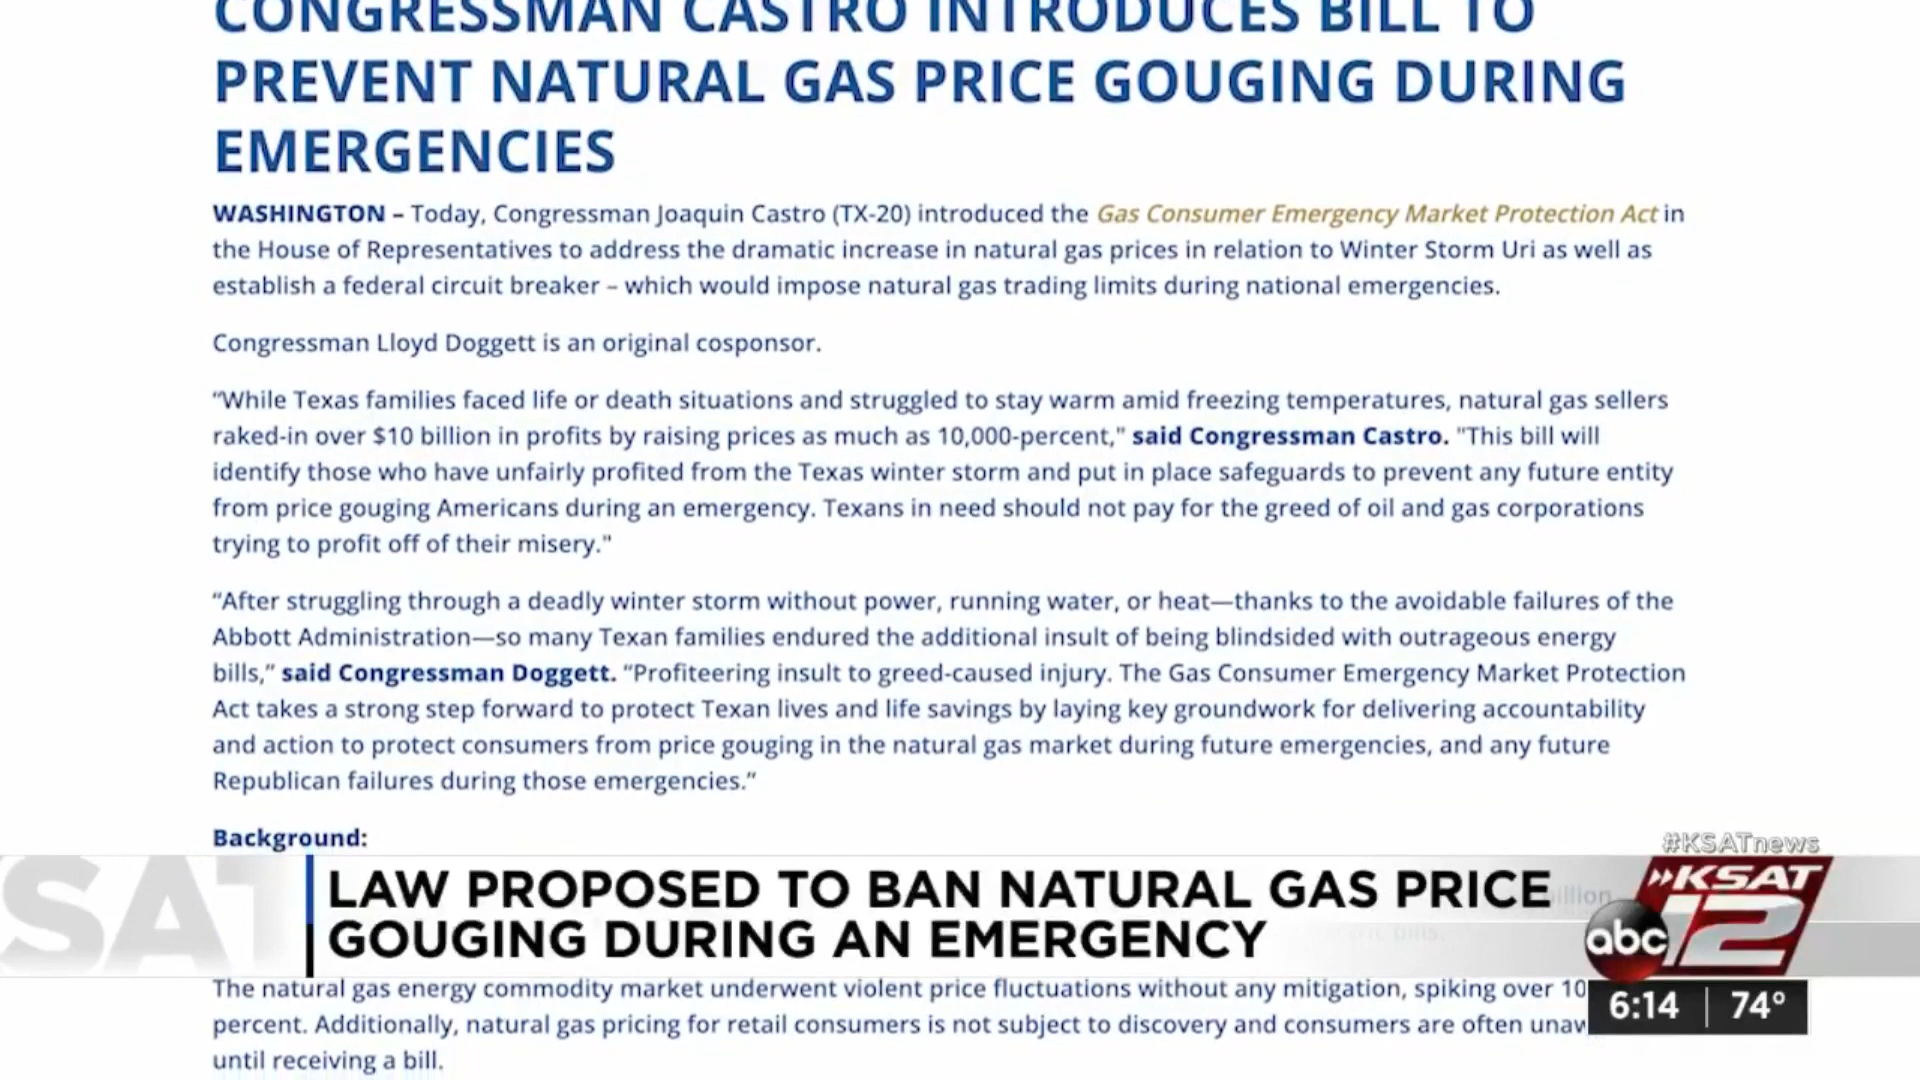 CONGRESSMAN CASTRO INTRODUCES BILL TO
PREVENT NATURAL GAS PRICE GOUGING DURING
EMERGENCIES
WASHINGTON – Today, Congressman Joaquin Castro (TX-20) introduced the Gas Consumer Emergency Market Protection Act in
the House of Representatives to address the dramatic increase in natural gas prices in relation to Winter Storm Uri as well as
establish a federal circuit breaker – which would impose natural gas trading limits during national emergencies.
Congressman Lloyd Doggett is an original cosponsor.
“While Texas families faced life or death situations and struggled to stay warm amid freezing temperatures, natural gas sellers
raked-in over $10 billion in profits by raising prices as much as 10,000-percent," said Congressman Castro. "This bill will
identify those who have unfairly profited from the Texas winter storm and put in place safeguards to prevent any future entity
from price gouging Americans during an emergency. Texans in need should not pay for the greed of oil and gas corporations
trying to profit off of their misery."
“After struggling through a deadly winter storm without power, running water, or heat—thanks to the avoidable failures of the
Abbott Administration—so many Texan families endured the additional insult of being blindsided with outrageous energy
bills,” said Congressman Doggett. “Profiteering insult to greed-caused injury. The Gas Consumer Emergency Market Protection
Act takes a strong step forward to protect Texan lives and life savings by laying key groundwork for delivering accountability
and action to protect consumers from price gouging in the natural gas market during future emergencies, and any future
Republican failures during those emergencies.”
Background:
#KSATnews
SAT
LAW PROPOSED TO BAN NATURAL GAS PRICE
GOUGING DURING AN EMERGENCY
KSAT
abc 12
bills.
The natural gas energy commodity market underwent violent price fluctuations without any mitigation, spiking over 10
6:14 74°
percent. Additionally, natural gas pricing for retail consumers is not subject to discovery and consumers are often
until receiving a bill.